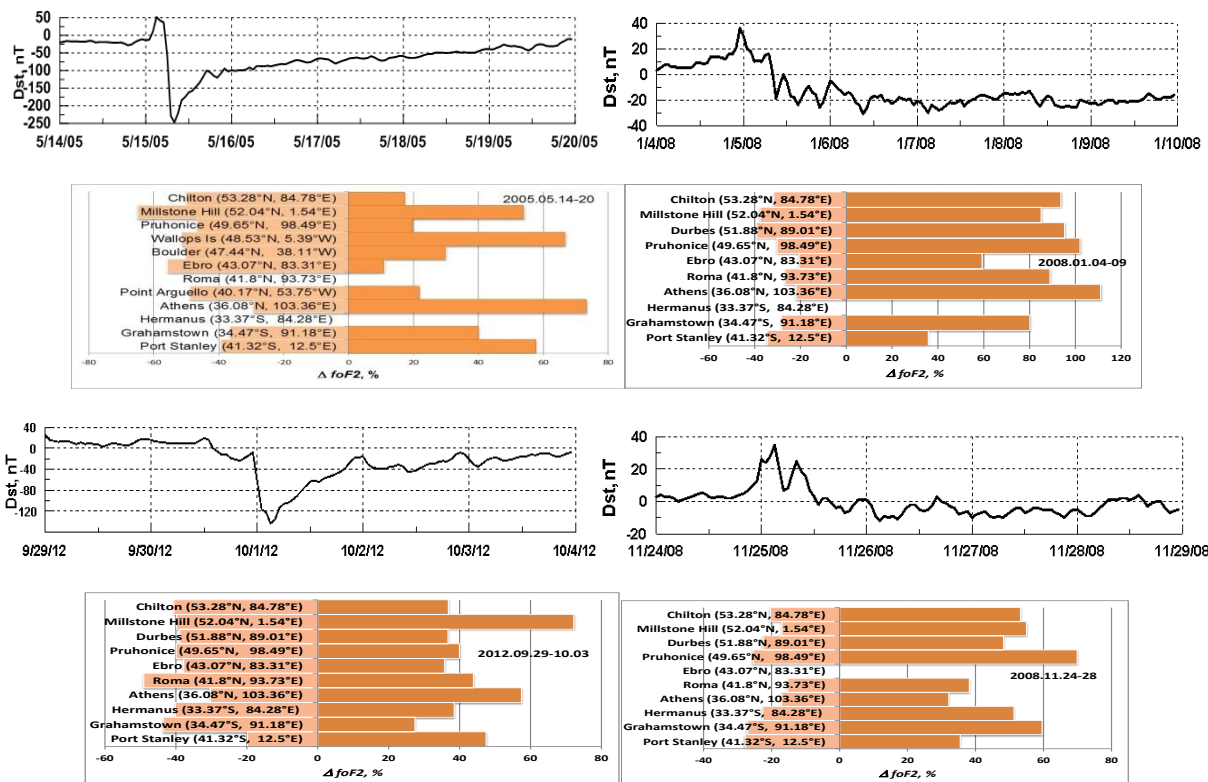 Dst, nT
50
0
-50
-100
-150
-200
-250
5/14/05 5/15/05 5/16/05 5/17/05 5/18/05 5/19/05 5/20/05
Dst, nT
40
20
0
-20
-40
1/4/08 1/5/08 1/6/08 1/7/08 1/8/08 1/9/08 1/10/08
2005.05.14-20
Chilton (53.28°N, 84.78°E)
Millstone Hill (52.04°N, 1.54°E)
Pruhonice (49.65°N, 98.49°E)
Wallops Is (48.53°N, 5.39°W)
Boulder (47.44°N, 38.11°W)
Ebro (43.07°N, 83.31°E)
Roma (41.8°N, 93.73°E)
Point Arguello (40.17°N, 53.75°W)
Athens (36.08°N, 103.36°E)
Hermanus (33.37°S, 84.28°E)
Grahamstown (34.47°S, 91.18°E)
Port Stanley (41.32°S, 12.5°E)
-80 -60 -40 -20 0 20 40 60 80
Δ foF2, %
Chilton (53.28°N, 84.78°E)
Millstone Hill (52.04°N, 1.54°E)
Durbes (51.88°N, 89.01°E)
Pruhonice (49.65°N, 98.49°E)
Ebro (43.07°N, 83.31°E)
2008.01.04-09
Roma (41.8°N, 93.73°E)
Athens (36.08°N, 103.36°E)
Hermanus (33.37°S, 84.28°E)
Grahamstown (34.47°S, 91.18°E)
Port Stanley (41.32°S, 12.5°E)
-60 -40 -20 0 20 40 60 80 100 120
Δ foF2, %
Dst, nT
40
0
-40
-80
-120
9/29/12 9/30/12 10/1/12 10/2/12 10/3/12 10/4/12
Dst, nT
40
20
0
-20
11/24/08 11/25/08 11/26/08 11/27/08 11/28/08 11/29/08
Chilton (53.28°N, 84.78°E)
Millstone Hill (52.04°N, 1.54°E)
Durbes (51.88°N, 89.01°E)
Pruhonice (49.65°N, 98.49°E)
2012.09.29-10.03
Ebro (43.07°N, 83.31°E)
Roma (41.8°N, 93.73°E)
Athens (36.08°N, 103.36°E)
Hermanus (33.37°S, 84.28°E)
Grahamstown (34.47°S, 91.18°E)
Port Stanley (41.32°S, 12.5°E)
-60 -40 -20 0 20 40 60 80
Δ foF2, %
Chilton (53.28°N, 84.78°E)
Millstone Hill (52.04°N, 1.54°E)
Durbes (51.88°N, 89.01°E)
Pruhonice (49.65°N, 98.49°E)
Ebro (43.07°N, 83.31°E)
2008.11.24-28
Roma (41.8°N, 93.73°E)
Athens (36.08°N, 103.36°E)
Hermanus (33.37°S, 84.28°E)
Grahamstown (34.47°S, 91.18°E)
Port Stanley (41.32°S, 12.5°E)
-40 -20 0 20 40 60 80
Δ foF2, %